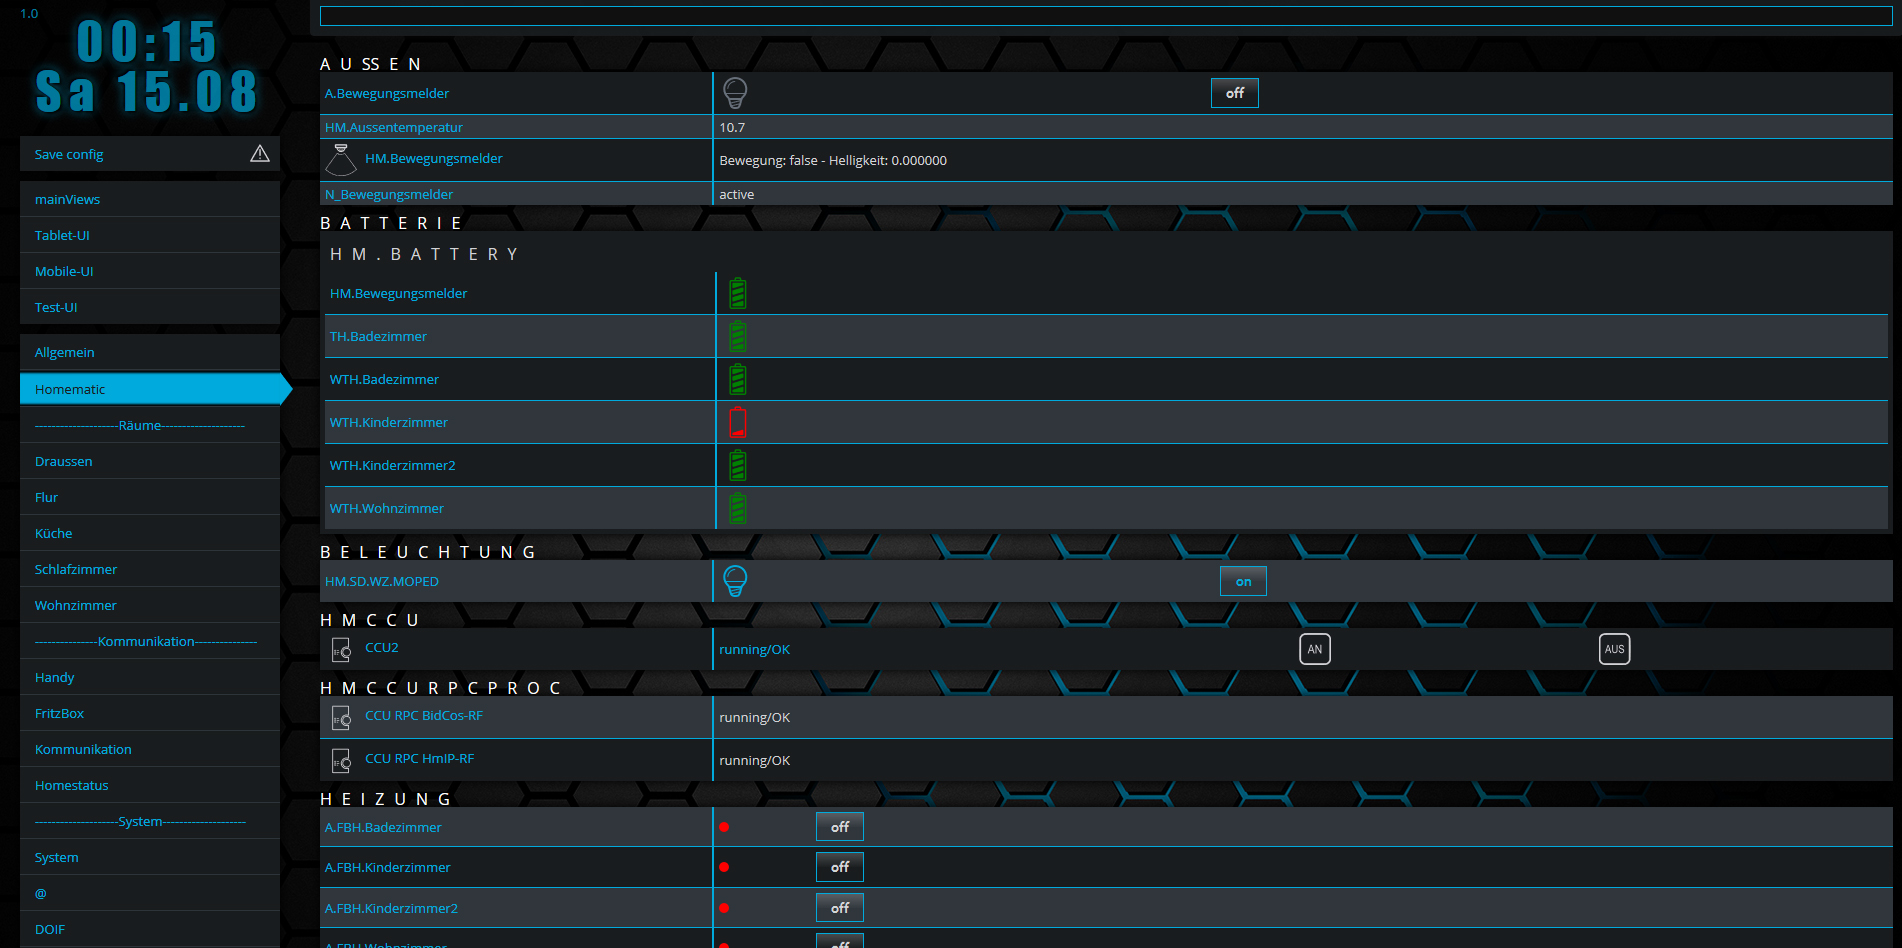 1.0
00:15
Sa 15.08
Save config
mainViews
Tablet-UI
Mobile-UI
Test-UI
Allgemein
Homematic
--------------------Räume--------------------
Draussen
Flur
Küche
Schlafzimmer
Wohnzimmer
---------------Kommunikation---------------
Handy
FritzBox
Kommunikation
Homestatus
--------------------System--------------------
System
@
DOIF
AUSSEN
A.Bewegungsmelder off
HM.Aussentemperatur 10.7
HM.Bewegungsmelder Bewegung: false - Helligkeit: 0.000000
N_Bewegungsmelder active
BATTERIE
HM.BATTERY
HM.Bewegungsmelder
TH.Badezimmer
WTH.Badezimmer
WTH.Kinderzimmer
WTH.Kinderzimmer2
WTH.Wohnzimmer
BELEUCHTUNG
HM.SD.WZ.MOPED on
HMCCU
CCU2 running/OK AN AUS
HMCCURPCPROC
CCU RPC BidCos-RF running/OK
CCU RPC HmIP-RF running/OK
HEIZUNG
A.FBH.Badezimmer off
A.FBH.Kinderzimmer off
A.FBH.Kinderzimmer2 off
A.FBH.Wohnzimmer off